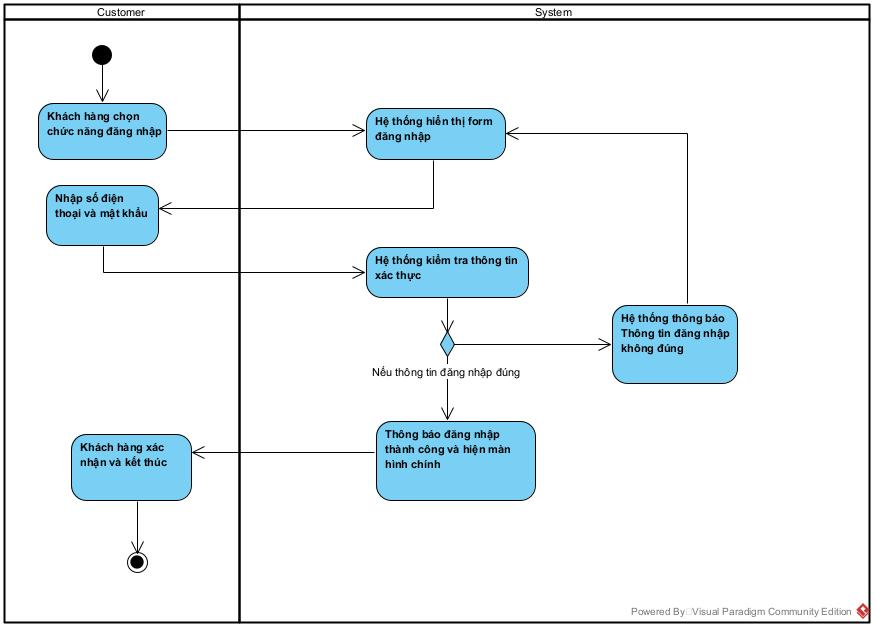 Customer
System
Khách hàng chọn
chức năng đăng nhập
Hệ thống hiển thị form
đăng nhập
Nhập số điện
thoại và mật khẩu
Hệ thống kiểm tra thông tin
xác thực
Hệ thống thông báo
Thông tin đăng nhập
không đúng
Nếu thông tin đăng nhập đúng
Thông báo đăng nhập
thành công và hiện màn
hình chính
Khách hàng xác
nhận và kết thúc
Powered By Visual Paradigm Community Edition